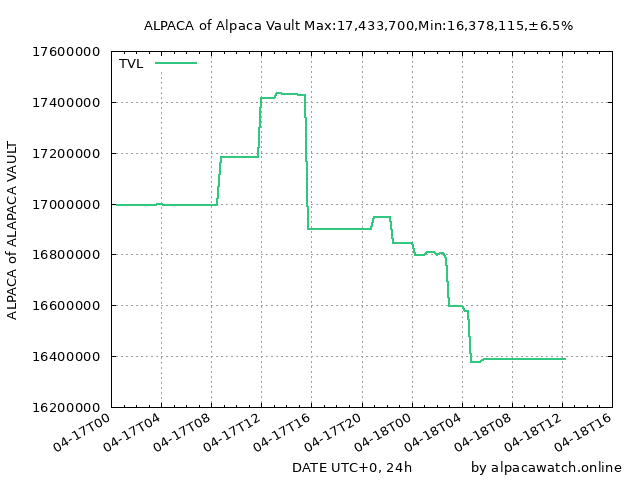 ALPACA of Alpaca Vault Max:17,433,700,Min:16,378,115,±6.5%
TVL
17600000
17400000
17200000
17000000
16800000
16600000
16400000
16200000
ALPACA of ALAPACA VAULT
04-17T00
04-17T04
04-17T08
04-17T12
04-17T16
04-17T20
04-18T00
04-18T04
04-18T08
04-18T12
04-18T16
DATE UTC+0, 24h
by alpacawatch.online